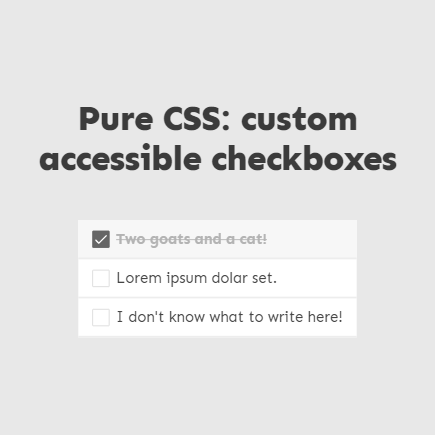 Pure CSS: custom
accessible checkboxes
Two goats and a cat!
Lorem ipsum dolar set.
I don't know what to write here!